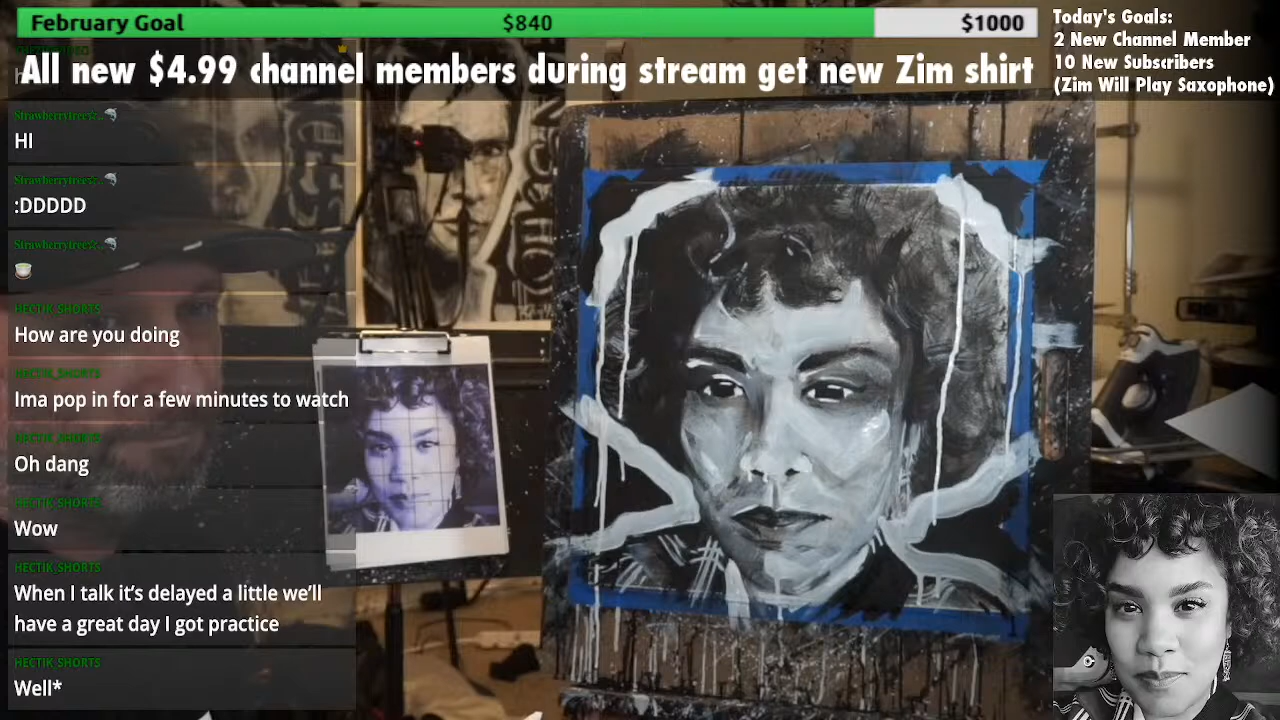 February Goal
$840
$1000
Today's Goals:
2 New Channel Member
10 New Subscribers
(Zim Will Play Saxophone)
All new $4.99 channel members during stream get new Zim shirt
Strawberrytree☆..
HI
Strawberrytree☆..
:DDDDD
Strawberrytree☆..
HECTIK_SHORTS
How are you doing
HECTIK_SHORTS
Ima pop in for a few minutes to watch
HECTIK_SHORTS
Oh dang
HECTIK_SHORTS
Wow
HECTIK_SHORTS
When I talk it's delayed a little we'll
have a great day I got practice
HECTIK_SHORTS
Well*